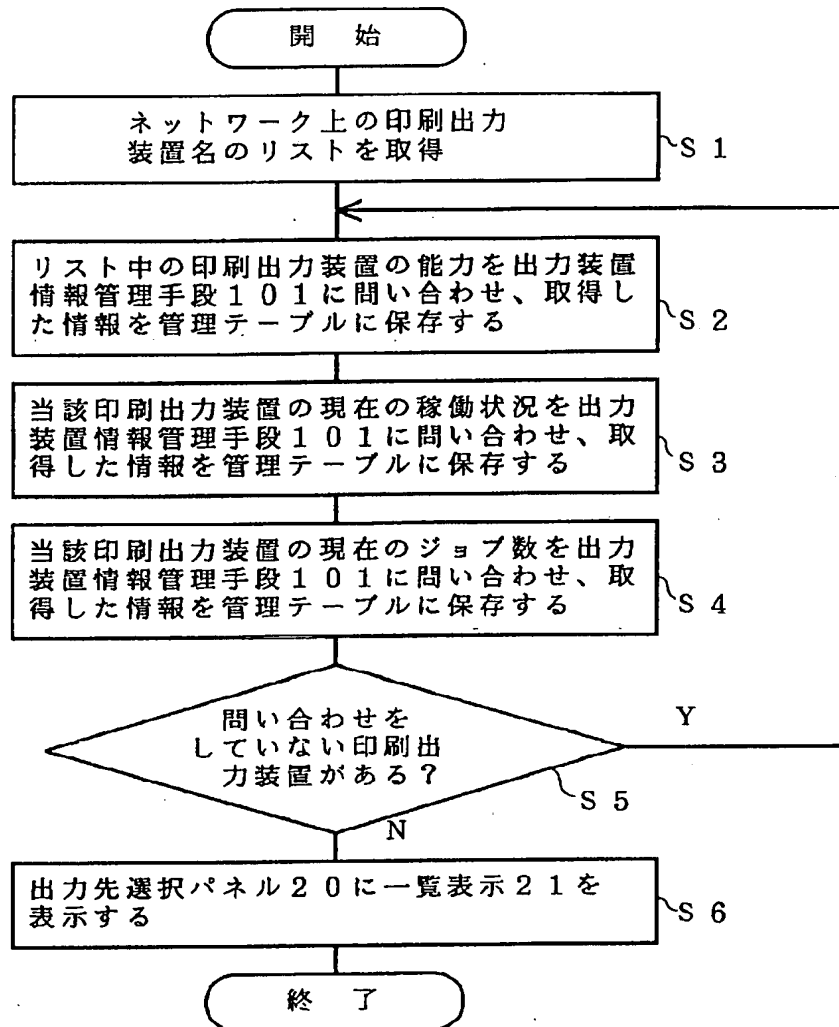 開 始
ネットワーク上の印刷出力
装置名のリストを取得
S 1
リスト中の印刷出力装置の能力を出力装置
情報管理手段101に問い合わせ、取得し
た情報を管理テーブルに保存する
S 2
当該印刷出力装置の現在の稼働状況を出力
装置情報管理手段101に問い合わせ、取
得した情報を管理テーブルに保存する
S 3
当該印刷出力装置の現在のジョブ数を出力
装置情報管理手段101に問い合わせ、取
得した情報を管理テーブルに保存する
S 4
問い合わせを
していない印刷出
力装置がある?
Y
S 5
N
出力先選択パネル20に一覧表示21を
表示する
S 6
終 了